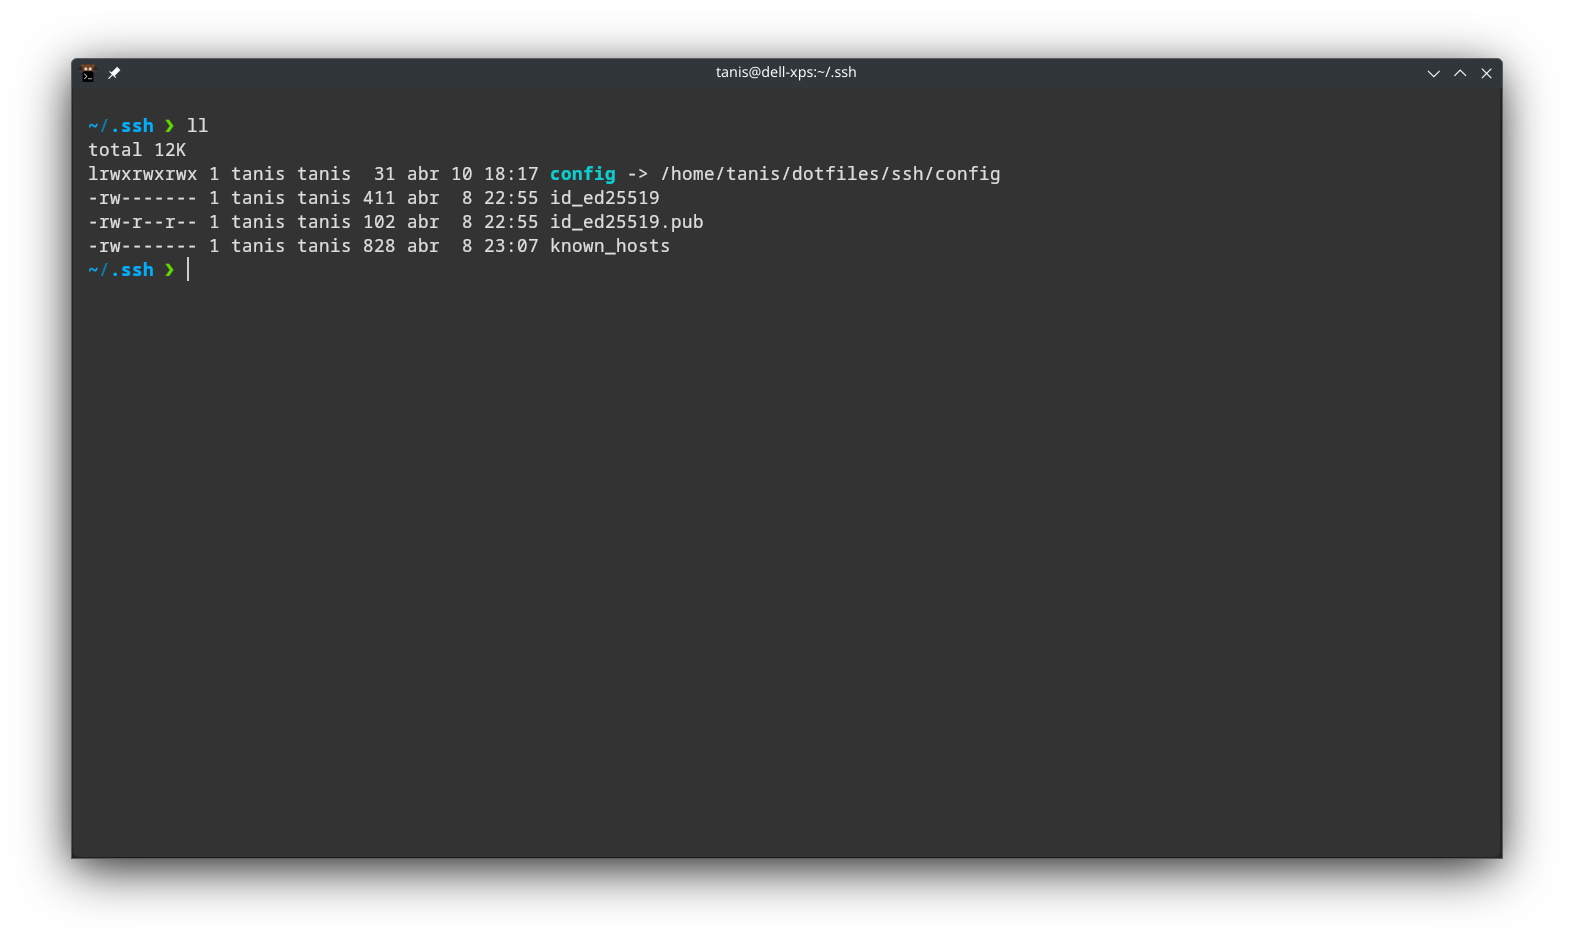 tanis@dell-xps:~/.ssh
~/.ssh ❯ ll
total 12K
lrwxrwxrwx 1 tanis tanis  31 abr 10 18:17 config -> /home/tanis/dotfiles/ssh/config
-rw------- 1 tanis tanis 411 abr  8 22:55 id_ed25519
-rw-r--r-- 1 tanis tanis 102 abr  8 22:55 id_ed25519.pub
-rw------- 1 tanis tanis 828 abr  8 23:07 known_hosts
~/.ssh ❯